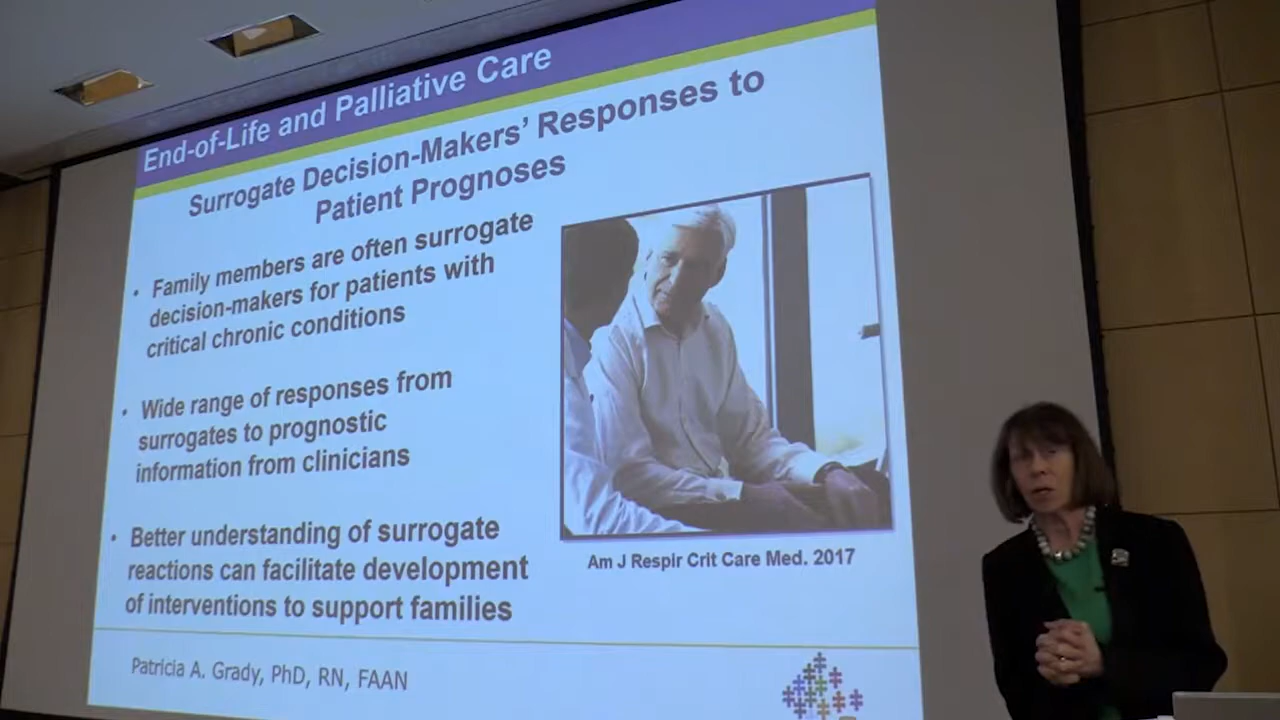 End-of-Life and Palliative Care
Surrogate Decision-Makers' Responses to
Patient Prognoses
• Family members are often surrogate
decision-makers for patients with
critical chronic conditions
• Wide range of responses from
surrogates to prognostic
information from clinicians
• Better understanding of surrogate
reactions can facilitate development
of interventions to support families
Am J Respir Crit Care Med. 2017
Patricia A. Grady, PhD, RN, FAAN